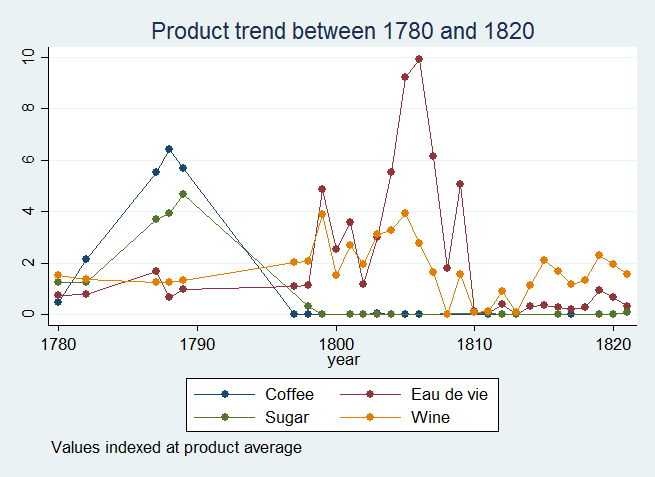 Product trend between 1780 and 1820
10
8
6
4
2
0
1780 1790 1800 1810 1820
year
Coffee Eau de vie
Sugar Wine
Values indexed at product average